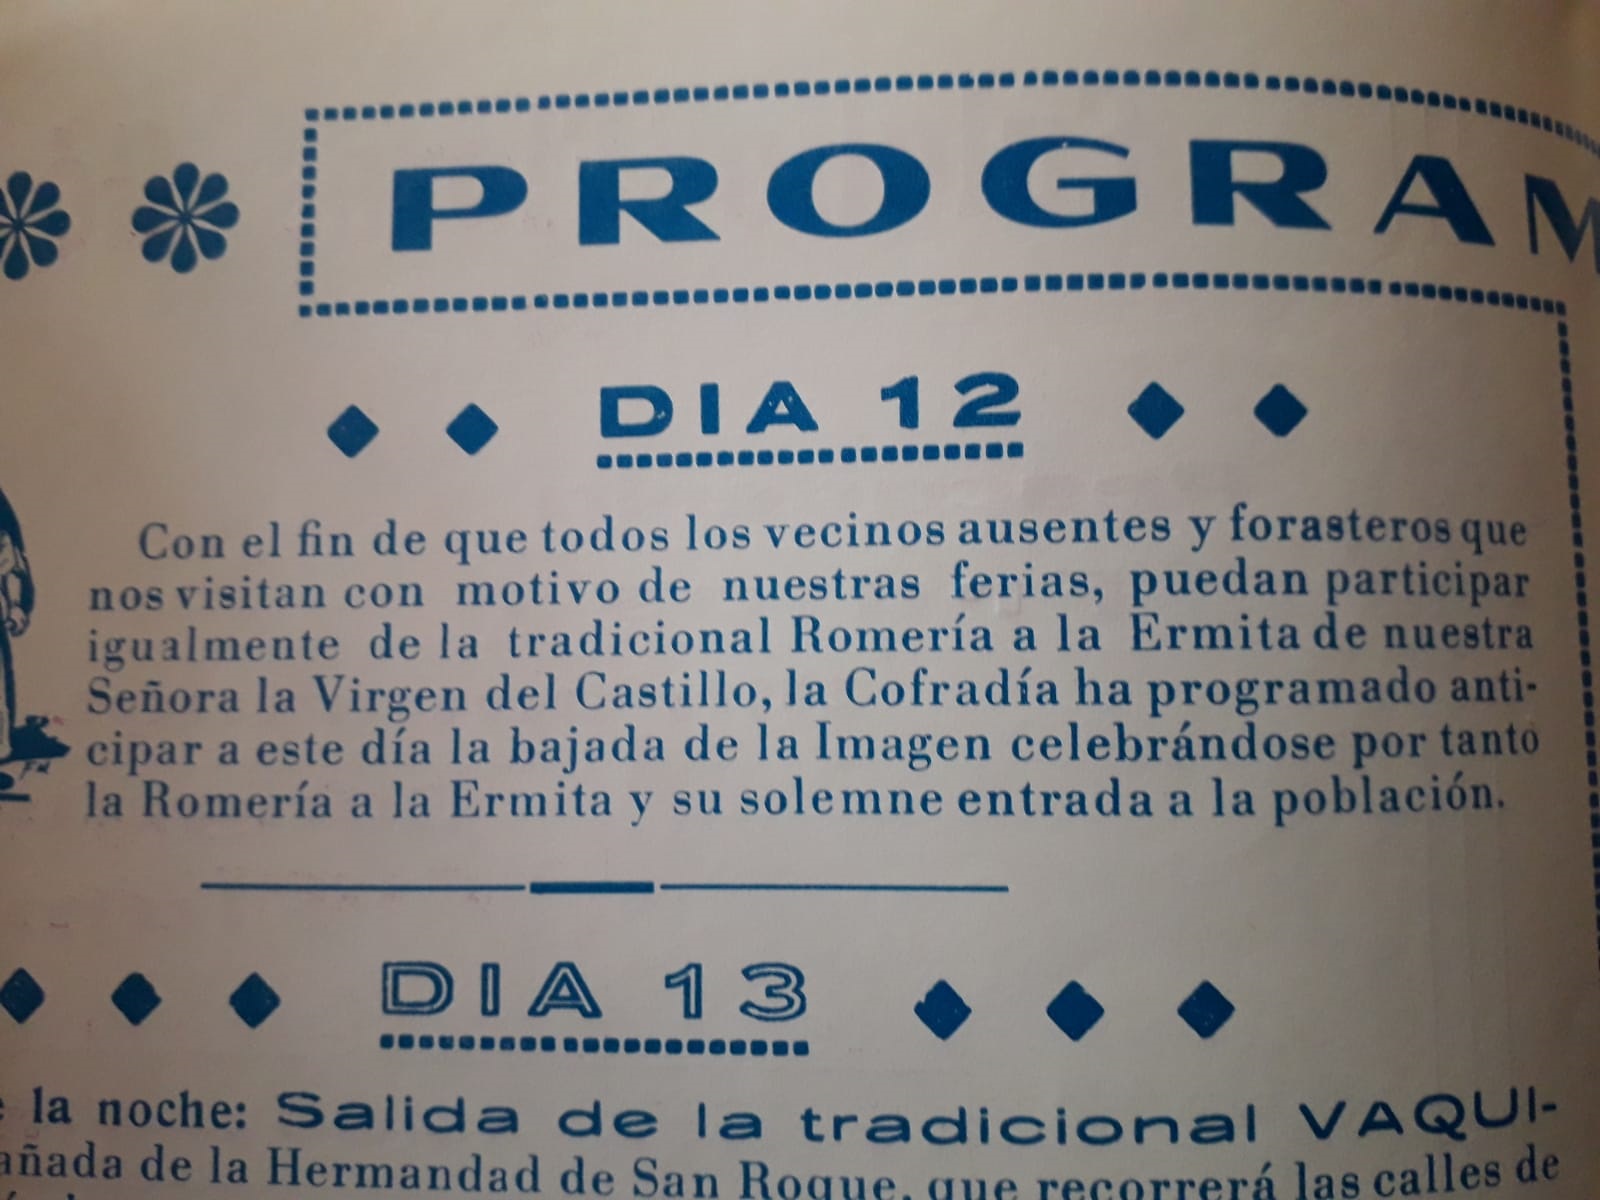 PROGRAM
DIA 12
Con el fin de que todos los vecinos ausentes y forasteros que
nos visitan con motivo de nuestras ferias, puedan participar
igualmente de la tradicional Romería a la Ermita de nuestra
Señora la Virgen del Castillo, la Cofradía ha programado anti-
cipar a este día la bajada de la Imagen celebrándose por tanto
la Romería a la Ermita y su solemne entrada a la población.
DIA 13
la noche: Salida de la tradicional VAQUI-
añada de la Hermandad de San Roque, que recorrerá las calles de